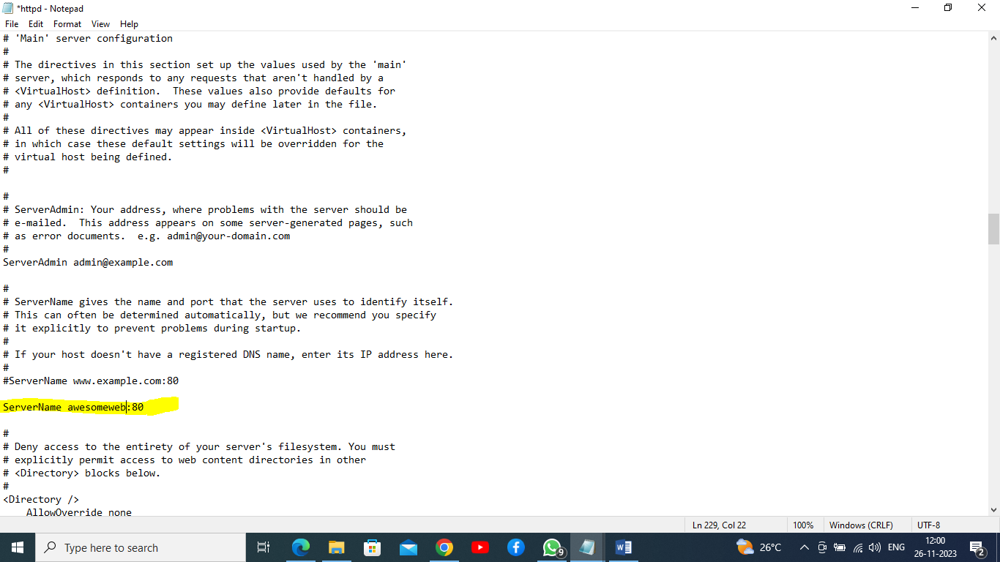 *httpd - Notepad
File Edit Format View Help
# 'Main' server configuration
#
# The directives in this section set up the values used by the 'main'
# server, which responds to any requests that aren't handled by a
# <VirtualHost> definition.  These values also provide defaults for
# any <VirtualHost> containers you may define later in the file.
#
# All of these directives may appear inside <VirtualHost> containers,
# in which case these default settings will be overridden for the
# virtual host being defined.
#
#
# ServerAdmin: Your address, where problems with the server should be
# e-mailed.  This address appears on some server-generated pages, such
# as error documents.  e.g. admin@your-domain.com
#
ServerAdmin admin@example.com
#
# ServerName gives the name and port that the server uses to identify itself.
# This can often be determined automatically, but we recommend you specify
# it explicitly to prevent problems during startup.
#
# If your host doesn't have a registered DNS name, enter its IP address here.
#
#ServerName www.example.com:80
ServerName awesomeweb:80
#
# Deny access to the entirety of your server's filesystem. You must
# explicitly permit access to web content directories in other
# <Directory> blocks below.
#
<Directory />
    AllowOverride none
Ln 229, Col 22 100% Windows (CRLF) UTF-8
Type here to search 9 26°C ENG 12:00
26-11-2023 2